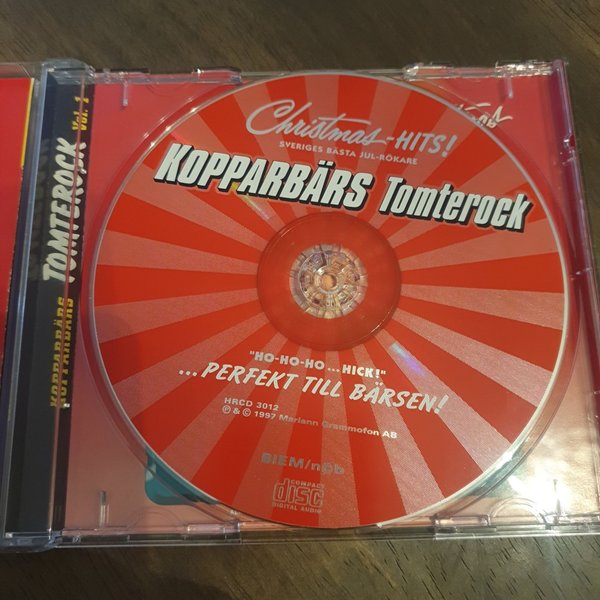 Christmas-HITS!
SVERIGES BÄSTA JUL-RÖKARE
KOPPARBÄRS Tomterock
"HO-HO-HO ... HICK!"
...PERFEKT TILL BÄRSEN!
HRCD 3012
℗ & © 1997 Mariann Grammofon AB
BIEM/n©b
COMPACT
disc
DIGITAL AUDIO
KOPPARBÄRS TOMTEROCK Vol. 1